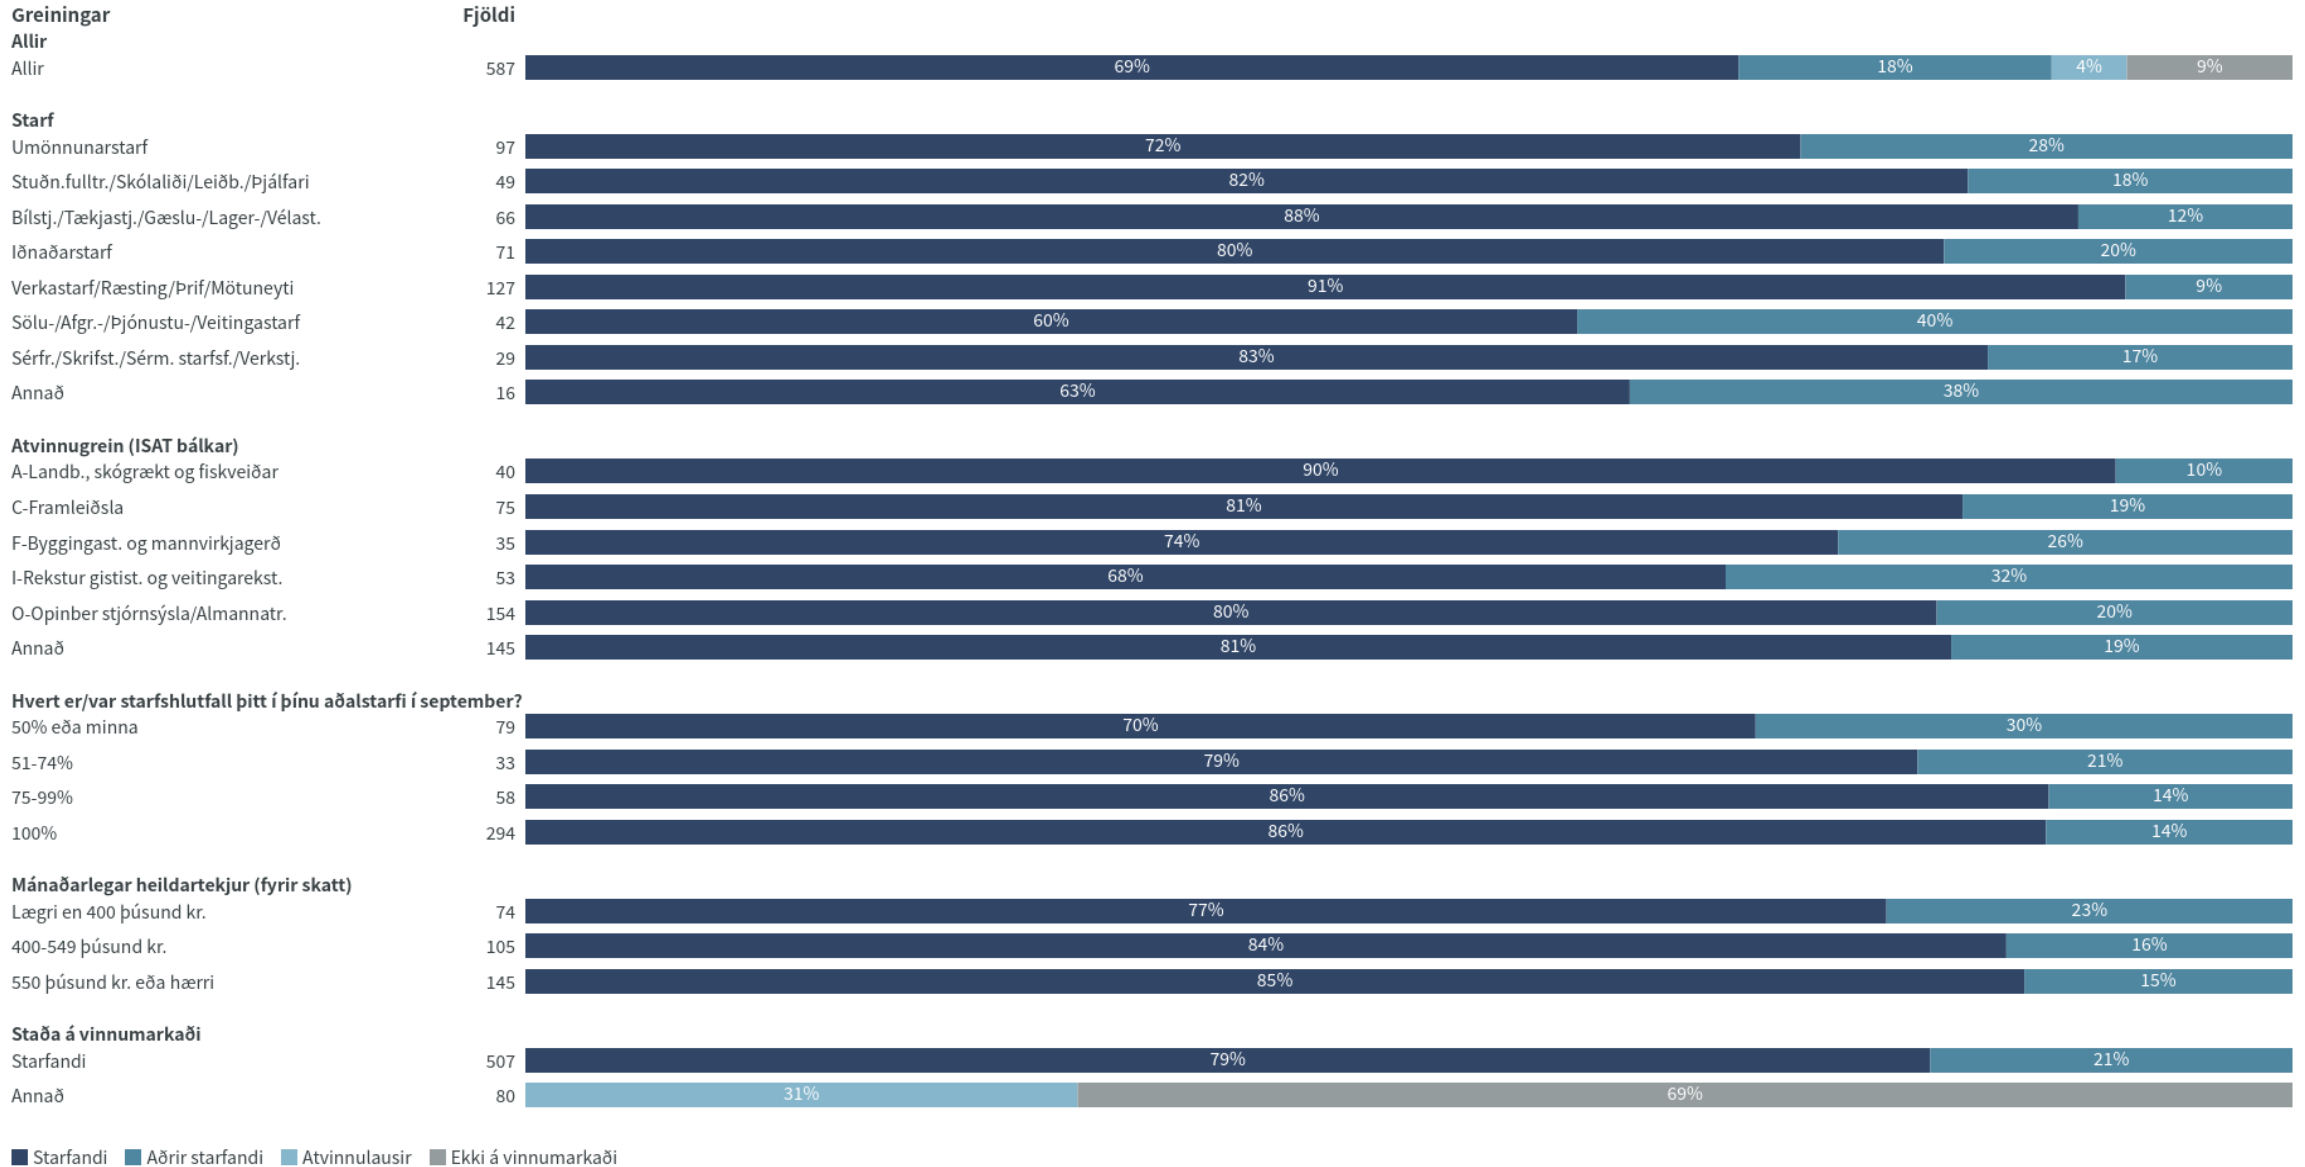 Greiningar Fjöldi
Allir
Allir 587 69% 18% 4% 9%
Starf
Umönnunarstarf 97 72% 28%
Stuðn.fulltr./Skólaliði/Leiðb./Þjálfari 49 82% 18%
Bílstj./Tækjastj./Gæslu-/Lager-/Vélast. 66 88% 12%
Iðnaðarstarf 71 80% 20%
Verkastarf/Ræsting/Þrif/Mötuneyti 127 91% 9%
Sölu-/Afgr.-/Þjónustu-/Veitingastarf 42 60% 40%
Sérfr./Skrifst./Sérm. starfsf./Verkstj. 29 83% 17%
Annað 16 63% 38%
Atvinnugrein (ISAT bálkar)
A-Landb., skógrækt og fiskveiðar 40 90% 10%
C-Framleiðsla 75 81% 19%
F-Byggingast. og mannvirkjagerð 35 74% 26%
I-Rekstur gistist. og veitingarekst. 53 68% 32%
O-Opinber stjórnsýsla/Almannatr. 154 80% 20%
Annað 145 81% 19%
Hvert er/var starfshlutfall þitt í þínu aðalstarfi í september?
50% eða minna 79 70% 30%
51-74% 33 79% 21%
75-99% 58 86% 14%
100% 294 86% 14%
Mánaðarlegar heildartekjur (fyrir skatt)
Lægri en 400 þúsund kr. 74 77% 23%
400-549 þúsund kr. 105 84% 16%
550 þúsund kr. eða hærri 145 85% 15%
Staða á vinnumarkaði
Starfandi 507 79% 21%
Annað 80 31% 69%
Starfandi Aðrir starfandi Atvinnulausir Ekki á vinnumarkaði